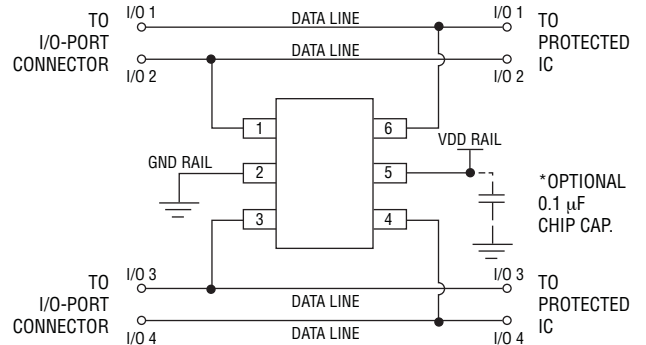 TO
I/O-PORT
CONNECTOR
I/O 1
DATA LINE
I/O 1
TO
PROTECTED
IC
I/O 2
DATA LINE
I/O 2
1
6
VDD RAIL
GND RAIL
2
5
*OPTIONAL
0.1 μF
CHIP CAP.
3
4
TO
I/O-PORT
CONNECTOR
I/O 3
DATA LINE
I/O 3
TO
PROTECTED
IC
I/O 4
DATA LINE
I/O 4